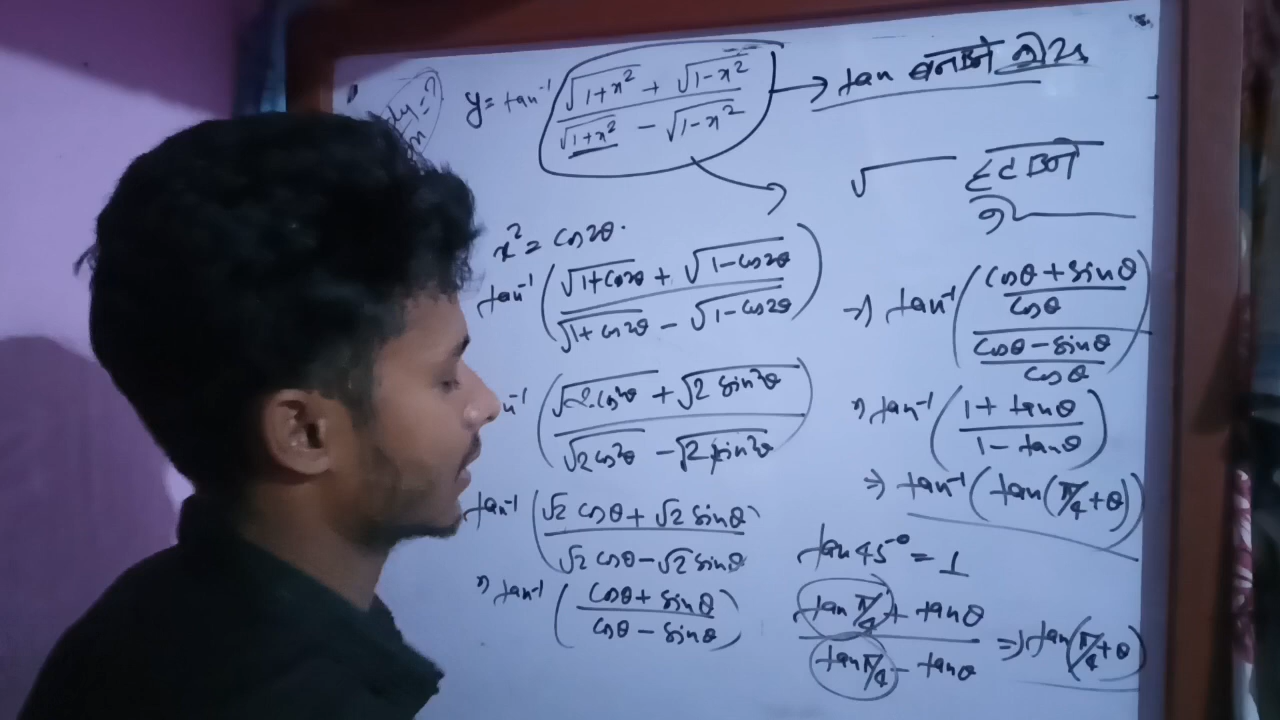 dy/dx = ?
y = tan⁻¹ (√(1+x²) + √(1-x²)) / (√(1+x²) - √(1-x²)) → tan
√
x² = cos2θ.
tan⁻¹ ((√(1+cos2θ) + √(1-cos2θ)) / (√(1+cos2θ) - √(1-cos2θ)))
n⁻¹ ((√(2cos²θ) + √(2sin²θ)) / (√(2cos²θ) - √(2sin²θ)))
tan⁻¹ ((√2 cosθ + √2 sinθ) / (√2 cosθ - √2 sinθ))
⇒ tan⁻¹ ((cosθ + sinθ) / (cosθ - sinθ))
⇒ tan⁻¹ (((cosθ + sinθ) / cosθ) / ((cosθ - sinθ) / cosθ))
⇒ tan⁻¹ ((1 + tanθ) / (1 - tanθ))
⇒ tan⁻¹ (tan(π/4 + θ))
tan 45° = 1
(tan π/4 + tanθ) / (tan π/4 - tanθ) ⇒ tan(π/4 + θ)